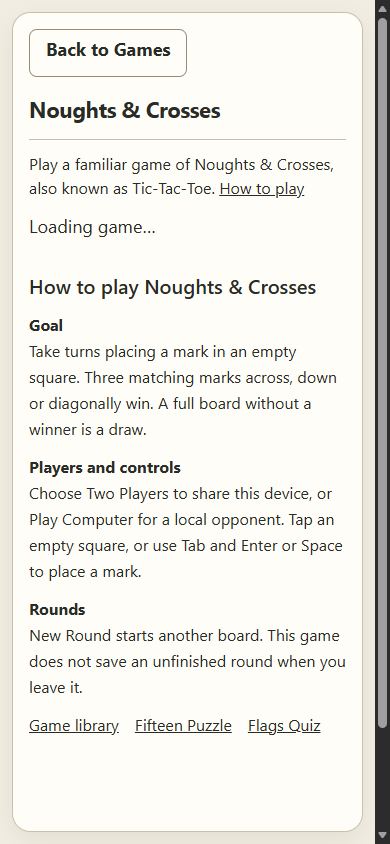 Back to Games
Noughts & Crosses
Play a familiar game of Noughts & Crosses,
also known as Tic-Tac-Toe. How to play
Loading game…
How to play Noughts & Crosses
Goal
Take turns placing a mark in an empty
square. Three matching marks across, down
or diagonally win. A full board without a
winner is a draw.
Players and controls
Choose Two Players to share this device, or
Play Computer for a local opponent. Tap an
empty square, or use Tab and Enter or Space
to place a mark.
Rounds
New Round starts another board. This game
does not save an unfinished round when you
leave it.
Game library Fifteen Puzzle Flags Quiz